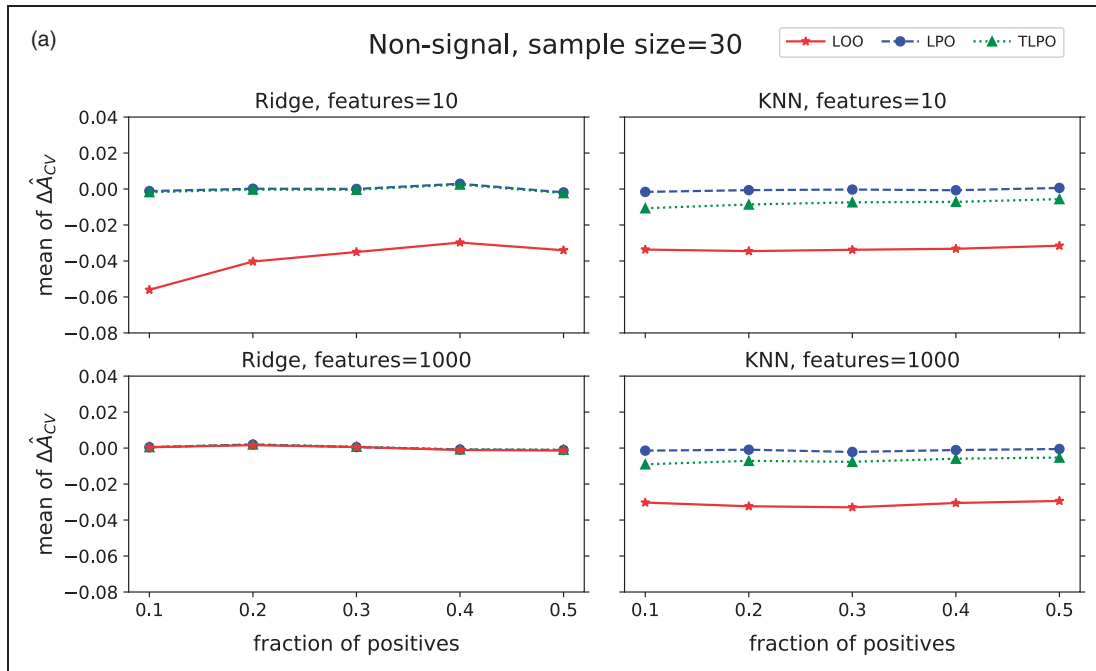 (a)
Non-signal, sample size=30
LOO LPO TLPO
Ridge, features=10
KNN, features=10
mean of ΔÂ_CV
0.04
0.02
0.00
−0.02
−0.04
−0.06
−0.08
Ridge, features=1000
KNN, features=1000
mean of ΔÂ_CV
0.04
0.02
0.00
−0.02
−0.04
−0.06
−0.08
0.1 0.2 0.3 0.4 0.5
0.1 0.2 0.3 0.4 0.5
fraction of positives
fraction of positives